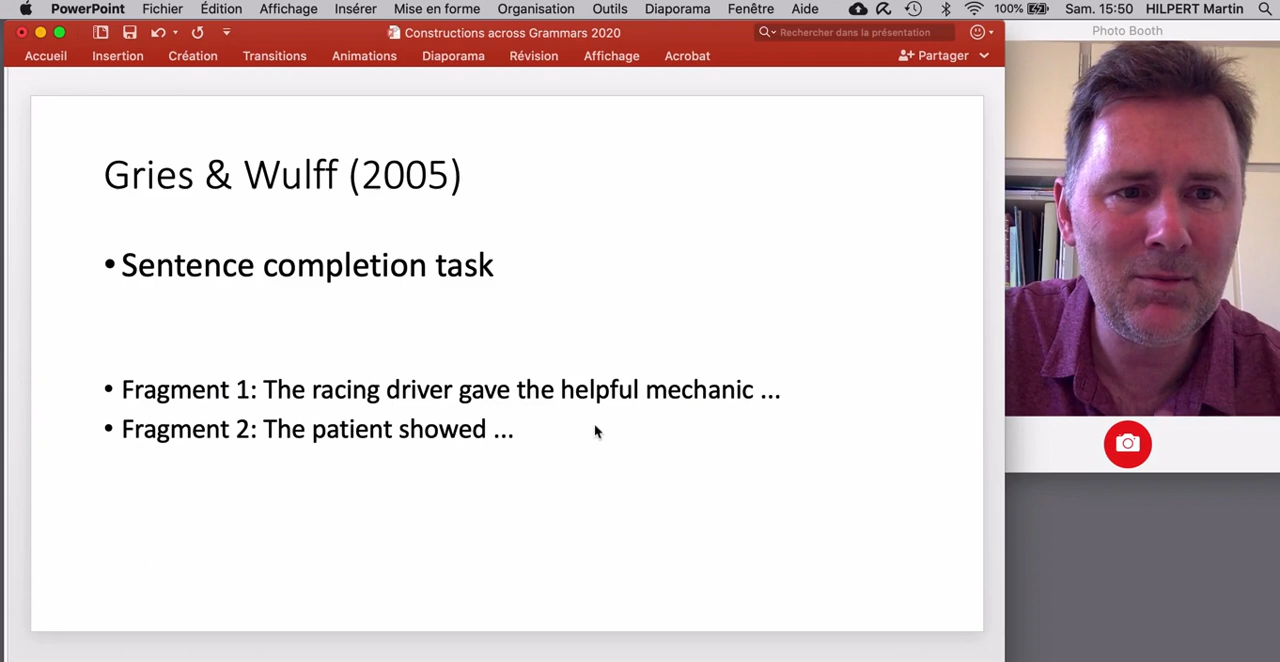 PowerPoint Fichier Édition Affichage Insérer Mise en forme Organisation Outils Diaporama Fenêtre Aide 100% Sam. 15:50 HILPERT Martin
Constructions across Grammars 2020
Rechercher dans la présentation
Photo Booth
Accueil Insertion Création Transitions Animations Diaporama Révision Affichage Acrobat Partager
Gries & Wulff (2005)
• Sentence completion task
• Fragment 1: The racing driver gave the helpful mechanic ...
• Fragment 2: The patient showed ...